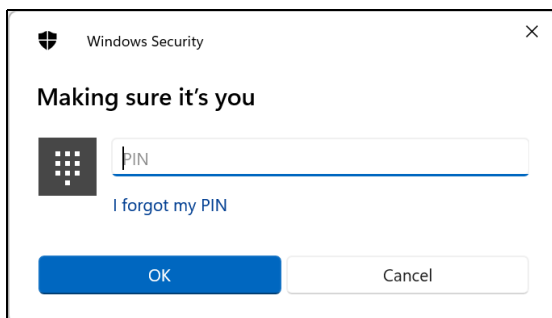 Windows Security
Making sure it's you
PIN
I forgot my PIN
OK
Cancel